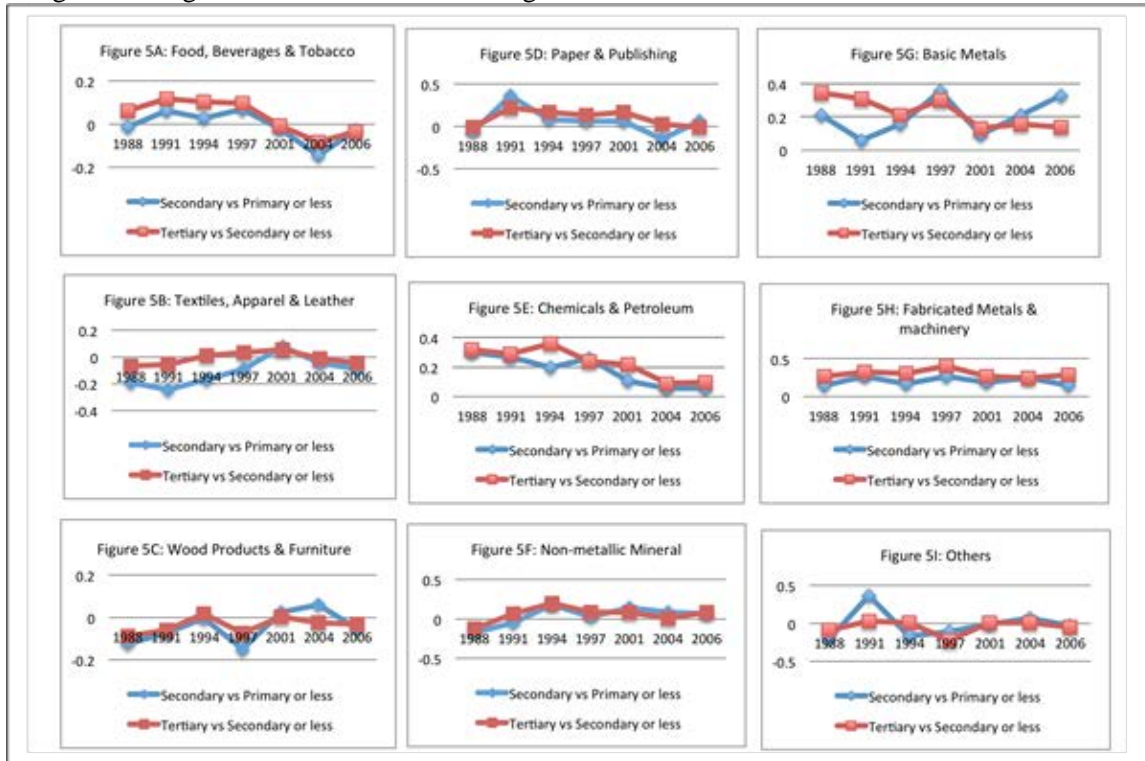 Figure 5A: Food, Beverages & Tobacco
0.2
0
1988 1991 1994 1997 2001 2004 2006
-0.2
Secondary vs Primary or less
Tertiary vs Secondary or less
Figure 5D: Paper & Publishing
0.5
0
1988 1991 1994 1997 2001 2004 2006
-0.5
Secondary vs Primary or less
Tertiary vs Secondary or less
Figure 5G: Basic Metals
0.4
0.2
0
1988 1991 1994 1997 2001 2004 2006
Secondary vs Primary or less
Tertiary vs Secondary or less
Figure 5B: Textiles, Apparel & Leather
0.2
0
1988 1991 1994 1997 2001 2004 2006
-0.2
-0.4
Secondary vs Primary or less
Tertiary vs Secondary or less
Figure 5E: Chemicals & Petroleum
0.4
0.2
0
1988 1991 1994 1997 2001 2004 2006
Secondary vs Primary or less
Tertiary vs Secondary or less
Figure 5H: Fabricated Metals &
machinery
0.5
0
1988 1991 1994 1997 2001 2004 2006
Secondary vs Primary or less
Tertiary vs Secondary or less
Figure 5C: Wood Products & Furniture
0.2
0
1988 1991 1994 1997 2001 2004 2006
-0.2
Secondary vs Primary or less
Tertiary vs Secondary or less
Figure 5F: Non-metallic Mineral
0.5
0
1988 1991 1994 1997 2001 2004 2006
-0.5
Secondary vs Primary or less
Tertiary vs Secondary or less
Figure 5I: Others
0.5
0
1988 1991 1994 1997 2001 2004 2006
-0.5
Secondary vs Primary or less
Tertiary vs Secondary or less